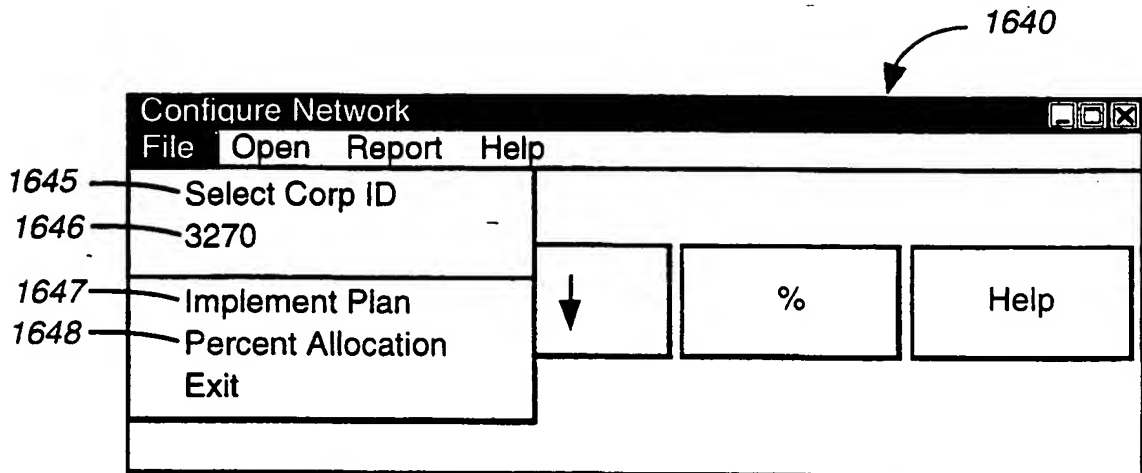 1640
Configure Network
File Open Report Help
1645 Select Corp ID
1646 3270
1647 Implement Plan
1648 Percent Allocation
Exit
% Help